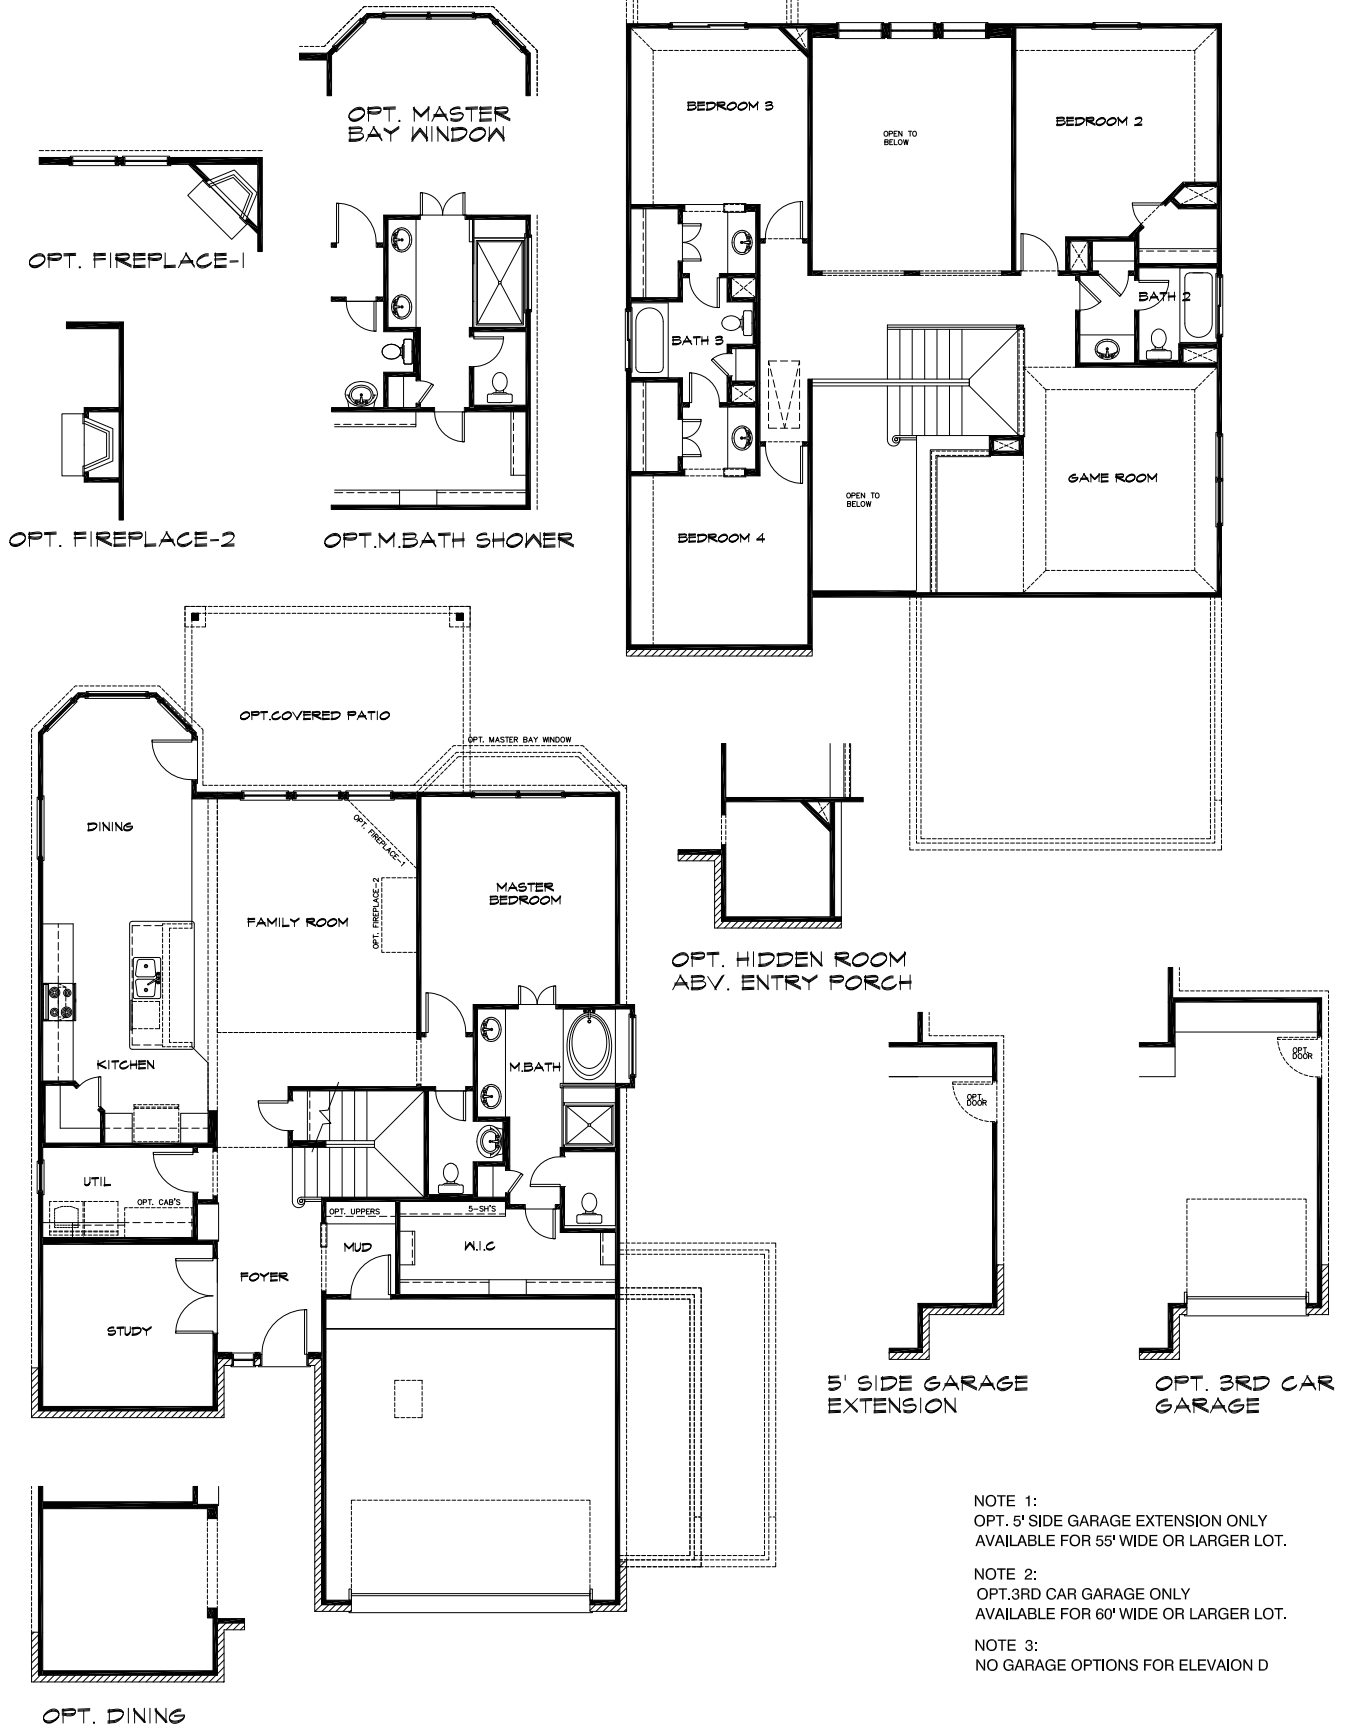 OPT. MASTER
BAY WINDOW
OPT. FIREPLACE-1
OPT. FIREPLACE-2
OPT.M.BATH SHOWER
BEDROOM 3
OPEN TO
BELOW
BEDROOM 2
BATH 2
BATH 3
GAME ROOM
OPEN TO
BELOW
BEDROOM 4
OPT.COVERED PATIO
OPT. MASTER BAY WINDOW
DINING
OPT. FIREPLACE-1
OPT. FIREPLACE-2
MASTER
BEDROOM
FAMILY ROOM
KITCHEN
M.BATH
UTIL
OPT. CAB'S
OPT. UPPERS
5-SH'S
MUD
W.I.C
FOYER
STUDY
OPT. HIDDEN ROOM
ABV. ENTRY PORCH
OPT.
DOOR
5' SIDE GARAGE
EXTENSION
OPT.
DOOR
OPT. 3RD CAR
GARAGE
NOTE 1:
OPT. 5' SIDE GARAGE EXTENSION ONLY
AVAILABLE FOR 55' WIDE OR LARGER LOT.
NOTE 2:
OPT.3RD CAR GARAGE ONLY
AVAILABLE FOR 60' WIDE OR LARGER LOT.
NOTE 3:
NO GARAGE OPTIONS FOR ELEVAION D
OPT. DINING